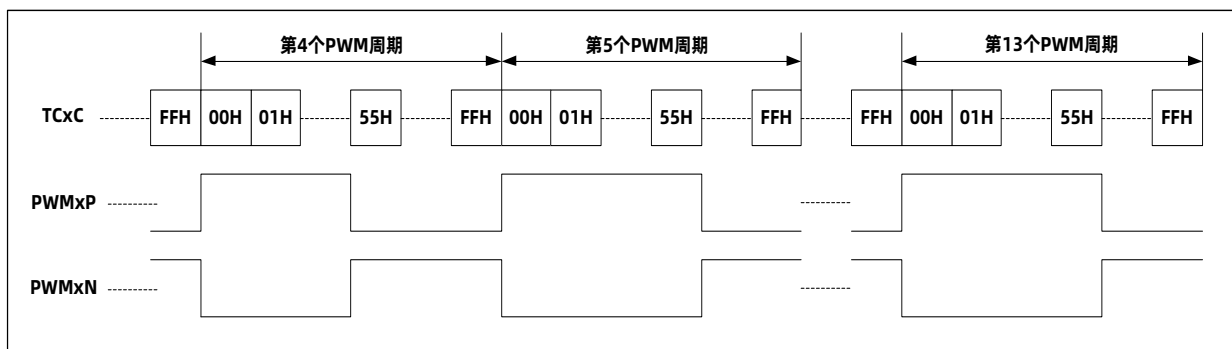 第4个PWM周期 第5个PWM周期 第13个PWM周期
TCxC FFH 00H 01H 55H FFH 00H 01H 55H FFH FFH 00H 01H 55H FFH
PWMxP
PWMxN